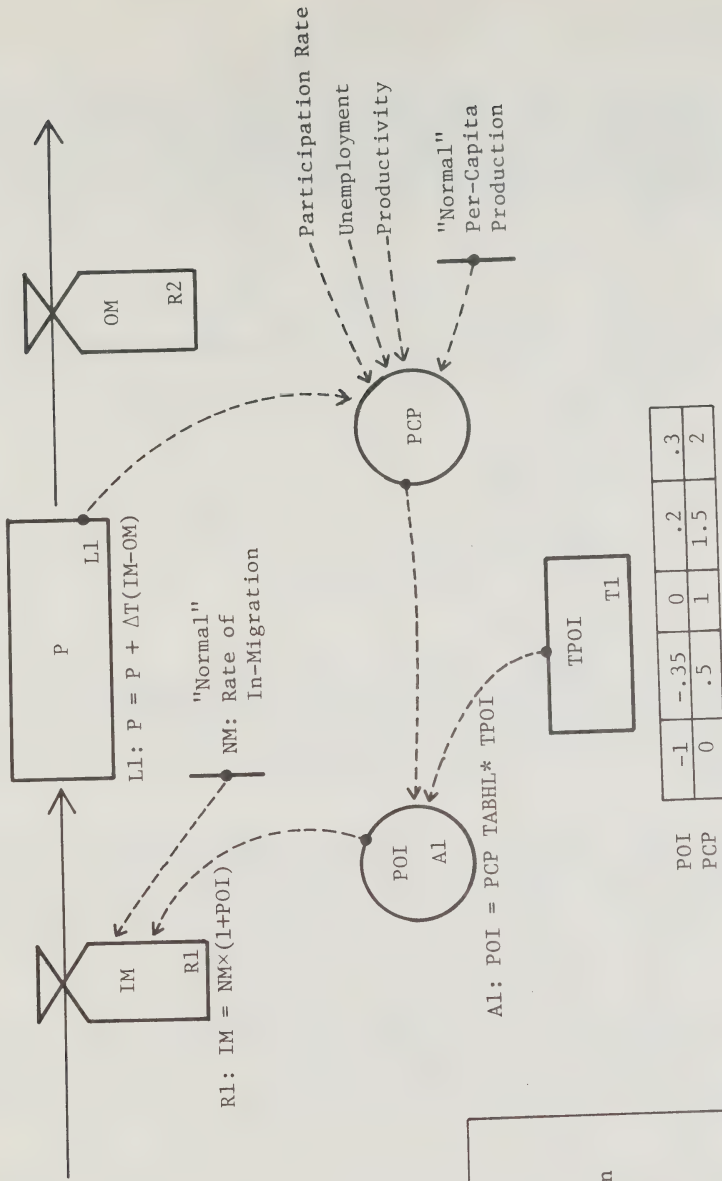 P
L1
L1: P = P + ΔT(IM-OM)
IM
R1
R1: IM = NM×(1+POI)
OM
R2
"Normal"
NM: Rate of
In-Migration
Participation Rate
Unemployment
Productivity
"Normal"
Per-Capita
Production
PCP
POI
A1
A1: POI = PCP TABHL* TPOI
TPOI
T1
POI -1 -.35 0 .2 .3
PCP 0 .5 1 1.5 2
n